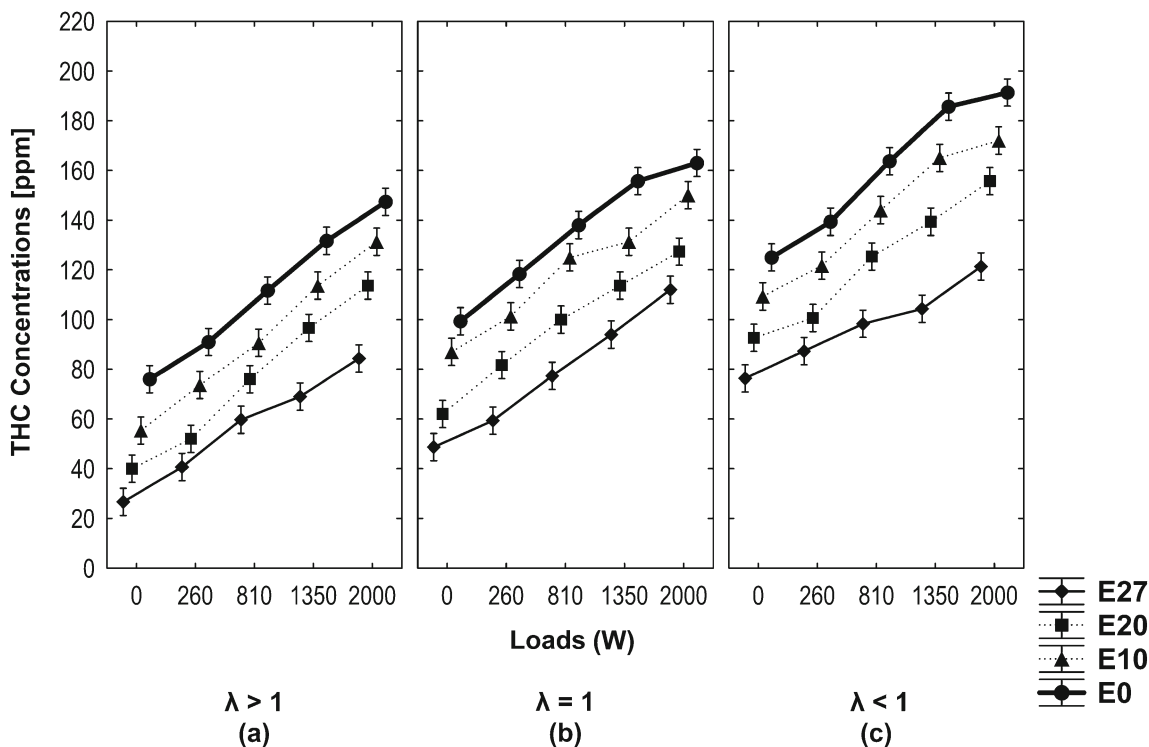 THC Concentrations [ppm]
220
200
180
160
140
120
100
80
60
40
20
0
0 260 810 1350 2000
0 260 810 1350 2000
0 260 810 1350 2000
Loads (W)
λ > 1
(a)
λ = 1
(b)
λ < 1
(c)
E27
E20
E10
E0